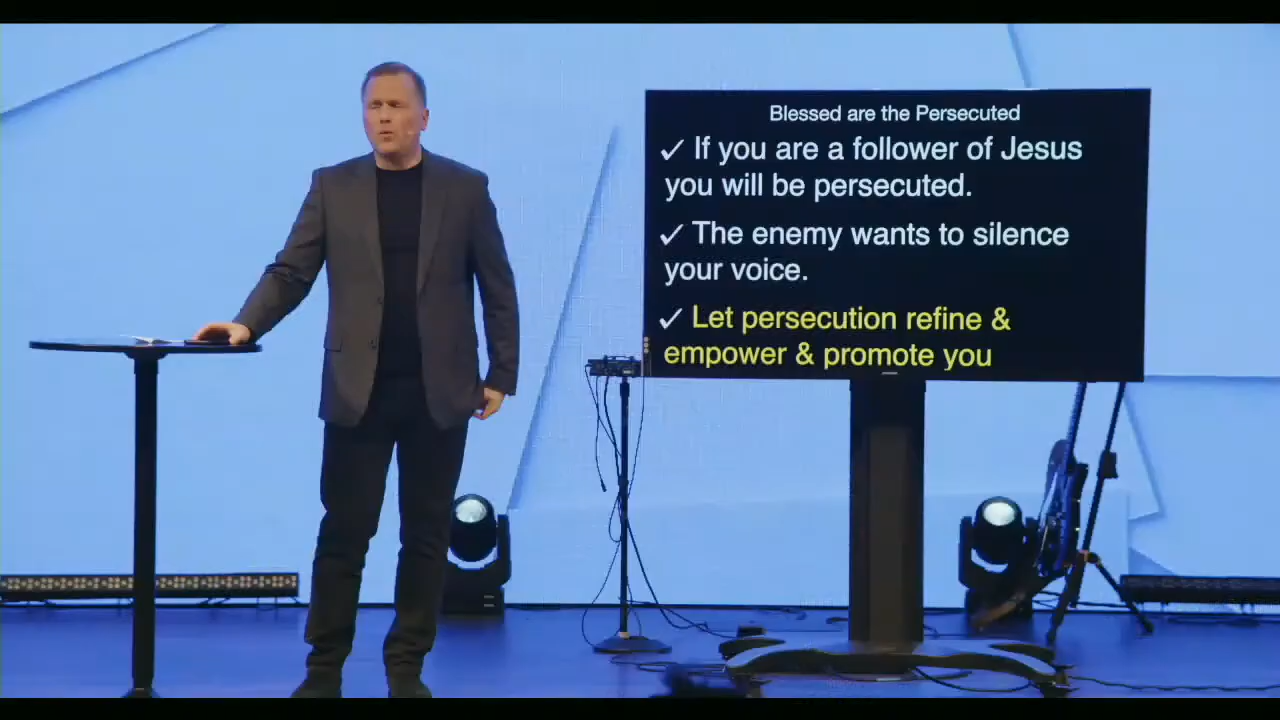 Blessed are the Persecuted
✓ If you are a follower of Jesus
you will be persecuted.
✓ The enemy wants to silence
your voice.
✓ Let persecution refine &
empower & promote you